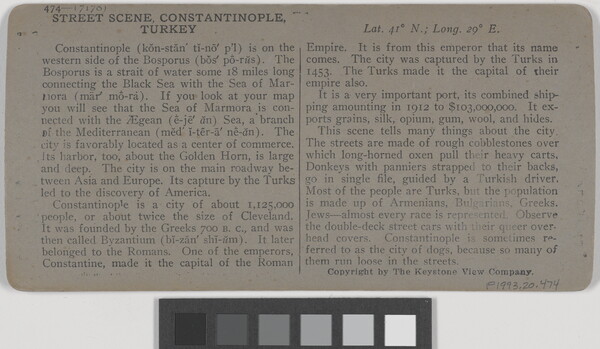 474—(7170)
STREET SCENE, CONSTANTINOPLE,
TURKEY
Constantinople (kŏn-stăn' tĭ-nō' p'l) is on the
western side of the Bosporus (bŏs' pô-rŭs). The
Bosporus is a strait of water some 18 miles long
connecting the Black Sea with the Sea of Mar-
mora (mär' mô-rȧ). If you look at your map
you will see that the Sea of Marmora is con-
nected with the Ægean (ê-jē' ăn) Sea, a branch
of the Mediterranean (mĕd' ĭ-tĕr-ā' nê-ăn). The
city is favorably located as a center of commerce.
Its harbor, too, about the Golden Horn, is large
and deep. The city is on the main roadway be-
tween Asia and Europe. Its capture by the Turks
led to the discovery of America.
Constantinople is a city of about 1,125,000
people, or about twice the size of Cleveland.
It was founded by the Greeks 700 B. C., and was
then called Byzantium (bĭ-zăn' shĭ-ŭm). It later
belonged to the Romans. One of the emperors,
Constantine, made it the capital of the Roman
Lat. 41° N.; Long. 29° E.
Empire. It is from this emperor that its name
comes. The city was captured by the Turks in
1453. The Turks made it the capital of their
empire also.
It is a very important port, its combined ship-
ping amounting in 1912 to $103,000,000. It ex-
ports grains, silk, opium, gum, wool, and hides.
This scene tells many things about the city.
The streets are made of rough cobblestones over
which long-horned oxen pull their heavy carts.
Donkeys with panniers strapped to their backs,
go in single file, guided by a Turkish driver.
Most of the people are Turks, but the population
is made up of Armenians, Bulgarians, Greeks,
Jews—almost every race is represented. Observe
the double-deck street cars with their queer over-
head covers. Constantinople is sometimes re-
ferred to as the city of dogs, because so many of
them run loose in the streets.
Copyright by The Keystone View Company.
P1993.20.474